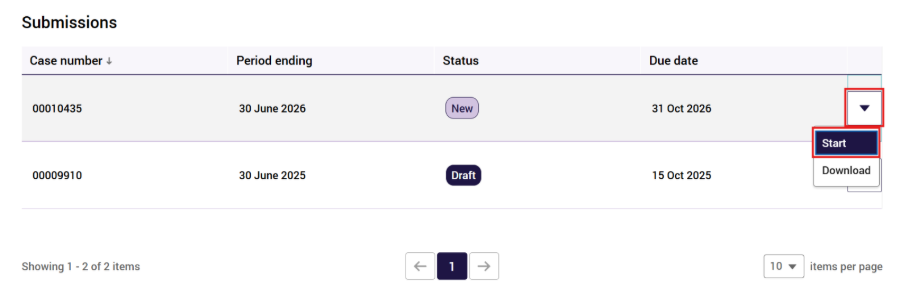 Submissions
Case number ↓ Period ending Status Due date
00010435 30 June 2026 New 31 Oct 2026
Start
Download
00009910 30 June 2025 Draft 15 Oct 2025
Showing 1 - 2 of 2 items ← 1 → 10 items per page